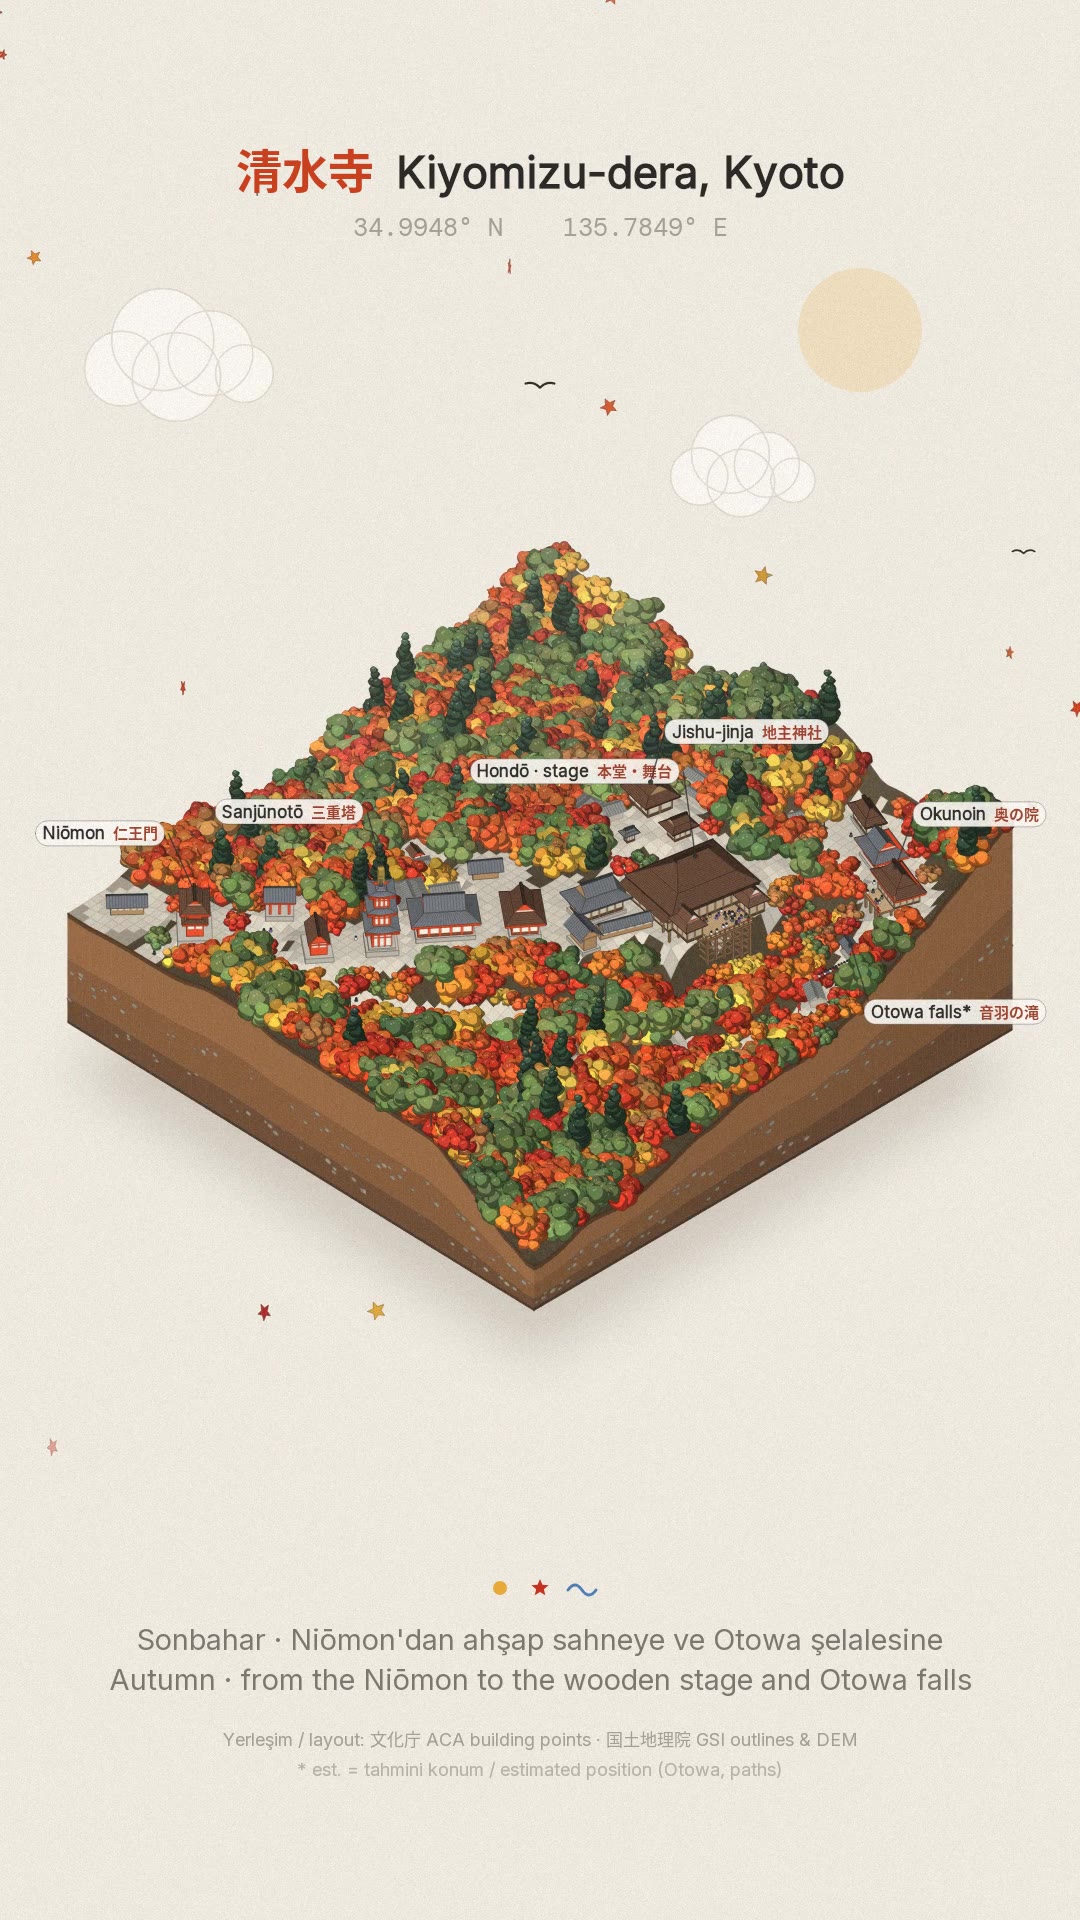 清水寺 Kiyomizu-dera, Kyoto
34.9948° N 135.7849° E
Jishu-jinja 地主神社
Hondō · stage 本堂・舞台
Sanjūnotō 三重塔
Okunoin 奥の院
Niōmon 仁王門
Otowa falls* 音羽の滝
Sonbahar · Niōmon'dan ahşap sahneye ve Otowa şelalesine
Autumn · from the Niōmon to the wooden stage and Otowa falls
Yerleşim / layout: 文化庁 ACA building points · 国土地理院 GSI outlines & DEM
* est. = tahmini konum / estimated position (Otowa, paths)